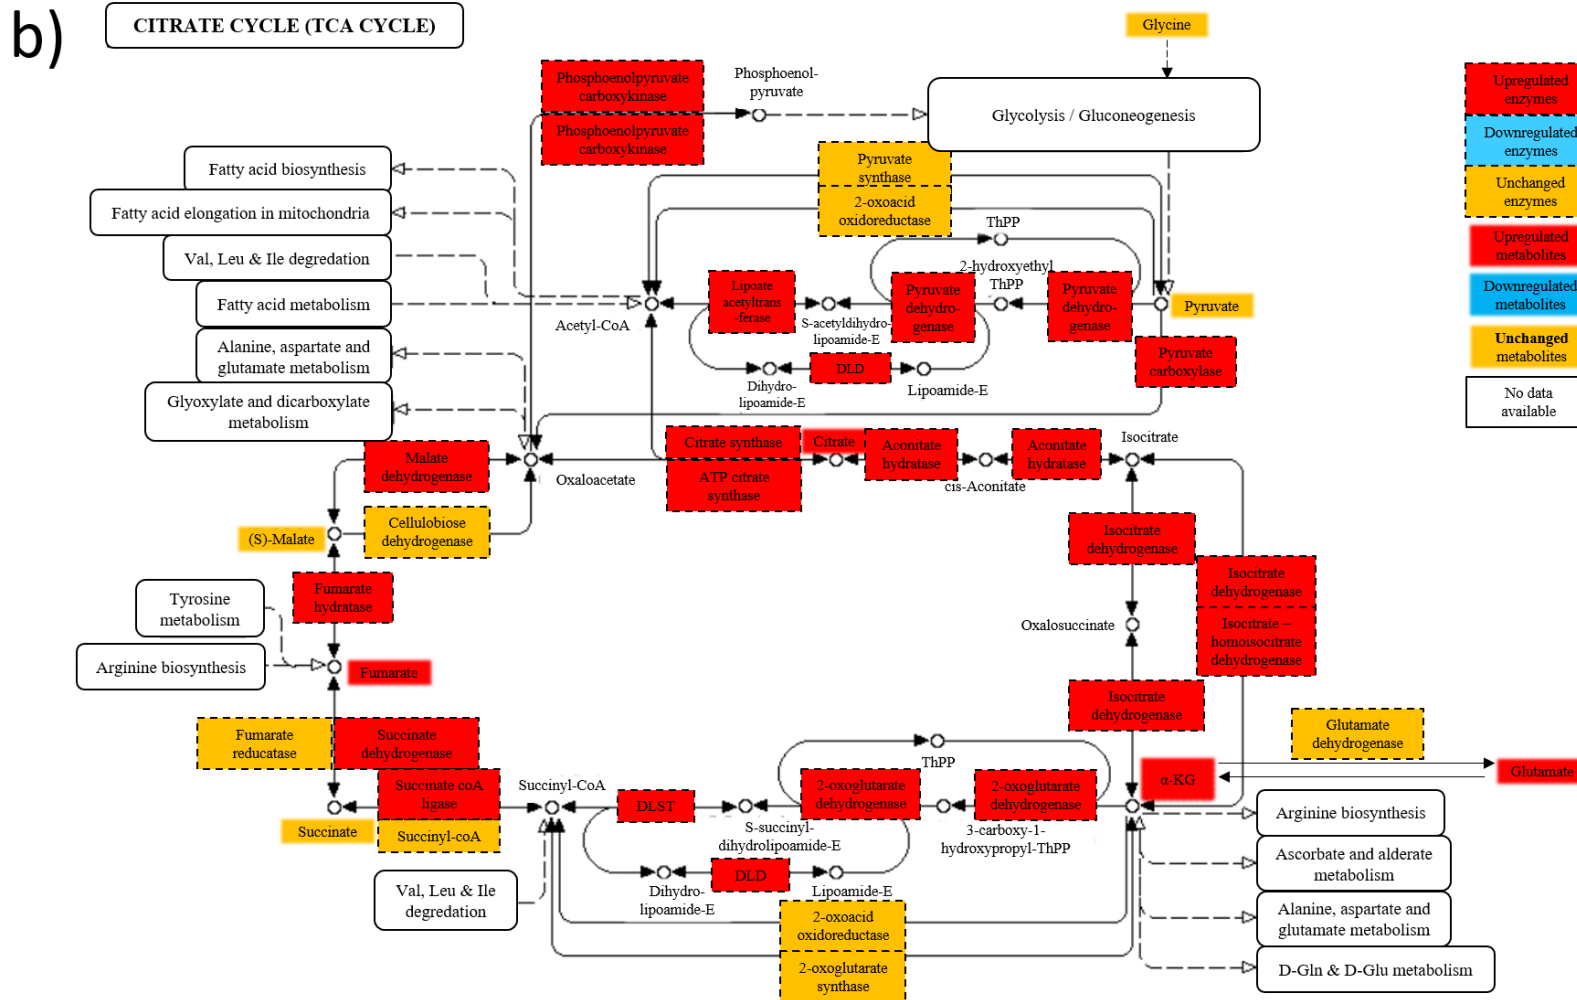 b)
CITRATE CYCLE (TCA CYCLE)
Glycine
Phosphoenolpyruvate
carboxykinase
Phosphoenolpyruvate
carboxykinase
Phosphoenol-
pyruvate
Glycolysis / Gluconeogenesis
Upregulated
enzymes
Downregulated
enzymes
Unchanged
enzymes
Upregulated
metabolites
Downregulated
metabolites
Unchanged
metabolites
No data
available
Fatty acid biosynthesis
Fatty acid elongation in mitochondria
Val, Leu & Ile degredation
Fatty acid metabolism
Alanine, aspartate and
glutamate metabolism
Glyoxylate and dicarboxylate
metabolism
Pyruvate
synthase
2-oxoacid
oxidoreductase
ThPP
2-hydroxyethyl
ThPP
Lipoate
acetyltrans
-ferase
Pyruvate
dehydro-
genase
Pyruvate
dehydro-
genase
Pyruvate
Acetyl-CoA
S-acetyldihydro-
lipoamide-E
Pyruvate
carboxylase
DLD
Dihydro-
lipoamide-E
Lipoamide-E
Malate
dehydrogenase
Oxaloacetate
Citrate synthase
ATP citrate
synthase
Citrate
Aconitate
hydratase
cis-Aconitate
Aconitate
hydratase
Isocitrate
(S)-Malate
Cellulobiose
dehydrogenase
Isocitrate
dehydrogenase
Isocitrate
dehydrogenase
Isocitrate –
homoisocitrate
dehydrogenase
Fumarate
hydratase
Tyrosine
metabolism
Arginine biosynthesis
Fumarate
Oxalosuccinate
Isocitrate
dehydrogenase
Fumarate
reducatase
Succinate
dehydrogenase
Glutamate
dehydrogenase
ThPP
α-KG
Glutamate
Succinate coA
ligase
Succinyl-coA
Succinate
Succinyl-CoA
DLST
2-oxoglutarate
dehydrogenase
2-oxoglutarate
dehydrogenase
S-succinyl-
dihydrolipoamide-E
3-carboxy-1-
hydroxypropyl-ThPP
DLD
Dihydro-
lipoamide-E
Lipoamide-E
Val, Leu & Ile
degredation
2-oxoacid
oxidoreductase
2-oxoglutarate
synthase
Arginine biosynthesis
Ascorbate and alderate
metabolism
Alanine, aspartate and
glutamate metabolism
D-Gln & D-Glu metabolism